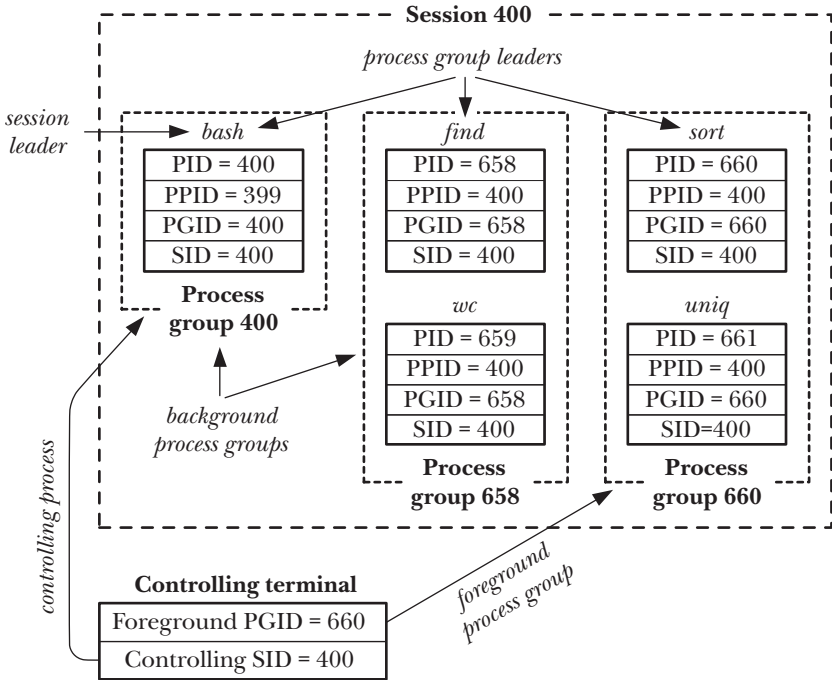 Session 400
process group leaders
session
leader
bash
PID = 400
PPID = 399
PGID = 400
SID = 400
Process
group 400
find
PID = 658
PPID = 400
PGID = 658
SID = 400
wc
PID = 659
PPID = 400
PGID = 658
SID = 400
Process
group 658
sort
PID = 660
PPID = 400
PGID = 660
SID = 400
uniq
PID = 661
PPID = 400
PGID = 660
SID=400
Process
group 660
background
process groups
controlling process
foreground
process group
Controlling terminal
Foreground PGID = 660
Controlling SID = 400